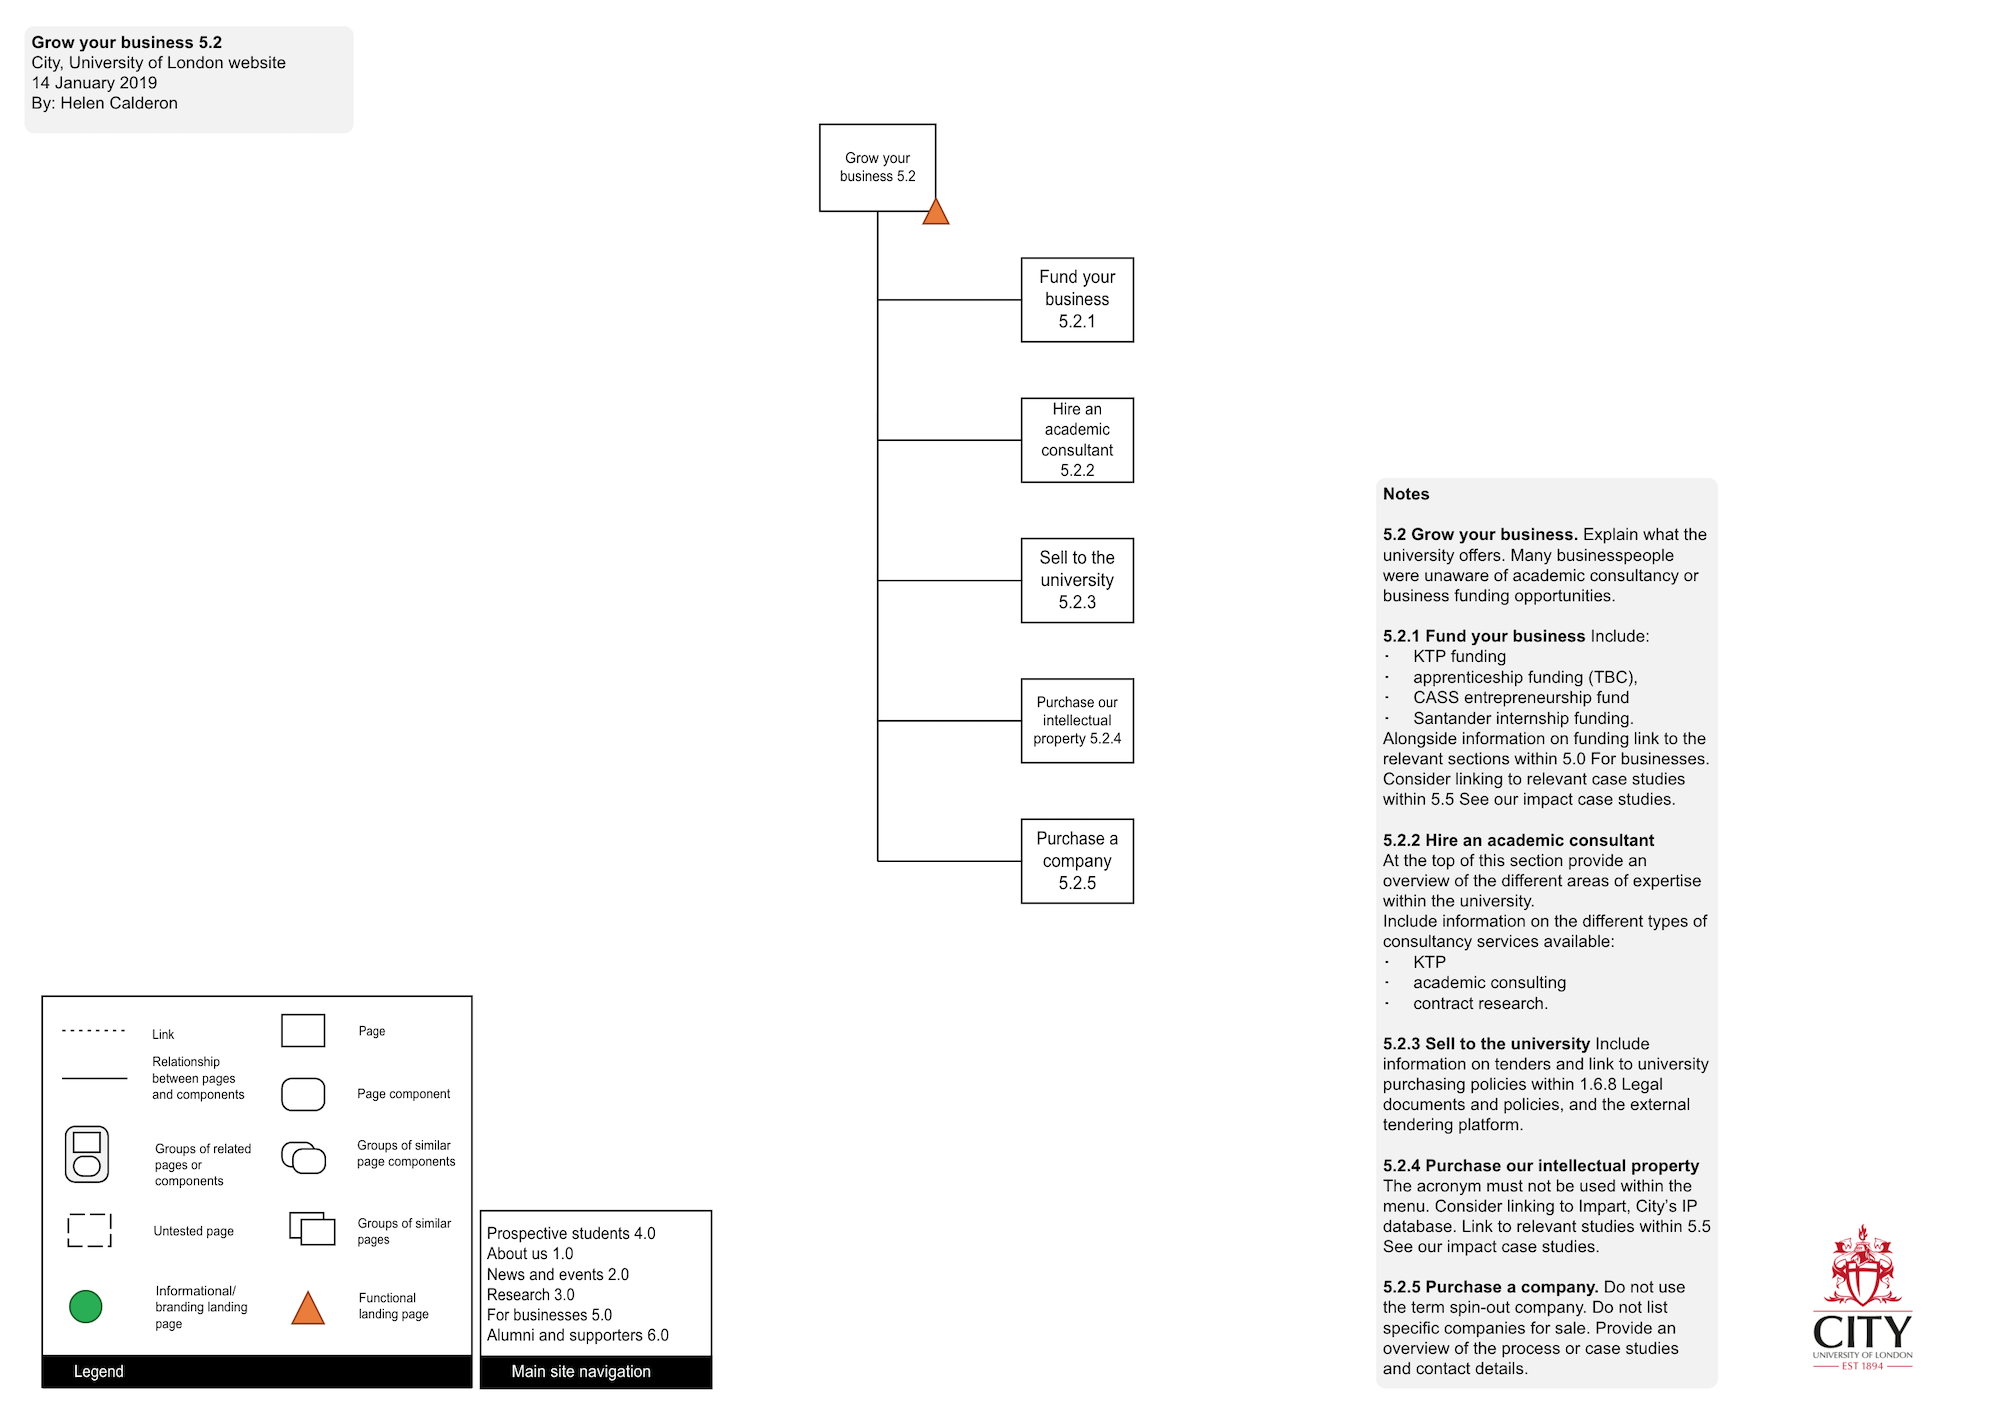 Grow your business 5.2
City, University of London website
14 January 2019
By: Helen Calderon
Grow your
business 5.2
Fund your
business
5.2.1
Hire an
academic
consultant
5.2.2
Sell to the
university
5.2.3
Purchase our
intellectual
property 5.2.4
Purchase a
company
5.2.5
Notes
5.2 Grow your business. Explain what the
university offers. Many businesspeople
were unaware of academic consultancy or
business funding opportunities.
5.2.1 Fund your business Include:
· KTP funding
· apprenticeship funding (TBC),
· CASS entrepreneurship fund
· Santander internship funding.
Alongside information on funding link to the
relevant sections within 5.0 For businesses.
Consider linking to relevant case studies
within 5.5 See our impact case studies.
5.2.2 Hire an academic consultant
At the top of this section provide an
overview of the different areas of expertise
within the university.
Include information on the different types of
consultancy services available:
· KTP
· academic consulting
· contract research.
5.2.3 Sell to the university Include
information on tenders and link to university
purchasing policies within 1.6.8 Legal
documents and policies, and the external
tendering platform.
5.2.4 Purchase our intellectual property
The acronym must not be used within the
menu. Consider linking to Impart, City’s IP
database. Link to relevant studies within 5.5
See our impact case studies.
5.2.5 Purchase a company. Do not use
the term spin-out company. Do not list
specific companies for sale. Provide an
overview of the process or case studies
and contact details.
Link
Relationship
between pages
and components
Groups of related
pages or
components
Untested page
Informational/
branding landing
page
Page
Page component
Groups of similar
page components
Groups of similar
pages
Functional
landing page
Legend
Prospective students 4.0
About us 1.0
News and events 2.0
Research 3.0
For businesses 5.0
Alumni and supporters 6.0
Main site navigation
CITY
UNIVERSITY OF LONDON
EST 1894